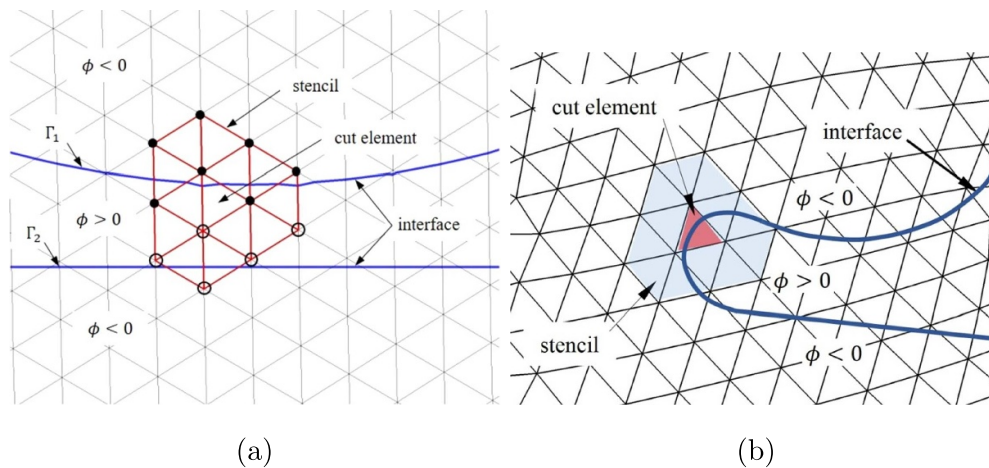 ϕ < 0
stencil
Γ₁
cut element
ϕ > 0
Γ₂
interface
ϕ < 0
(a)
cut element
interface
ϕ < 0
ϕ > 0
stencil
ϕ < 0
(b)